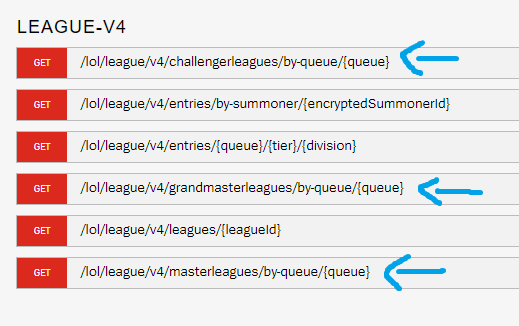 LEAGUE-V4
GET /lol/league/v4/challengerleagues/by-queue/{queue}
GET /lol/league/v4/entries/by-summoner/{encryptedSummonerId}
GET /lol/league/v4/entries/{queue}/{tier}/{division}
GET /lol/league/v4/grandmasterleagues/by-queue/{queue}
GET /lol/league/v4/leagues/{leagueId}
GET /lol/league/v4/masterleagues/by-queue/{queue}